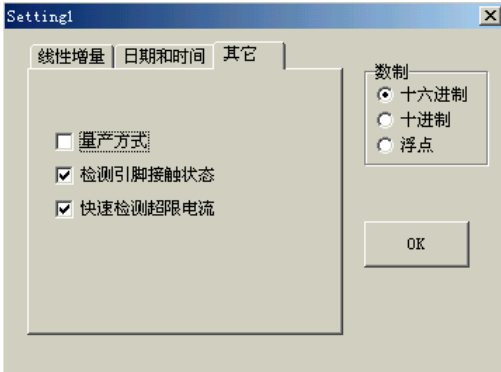 Setting1
线性增量 日期和时间 其它
量产方式
检测引脚接触状态
快速检测超限电流
数制
十六进制
十进制
浮点
OK